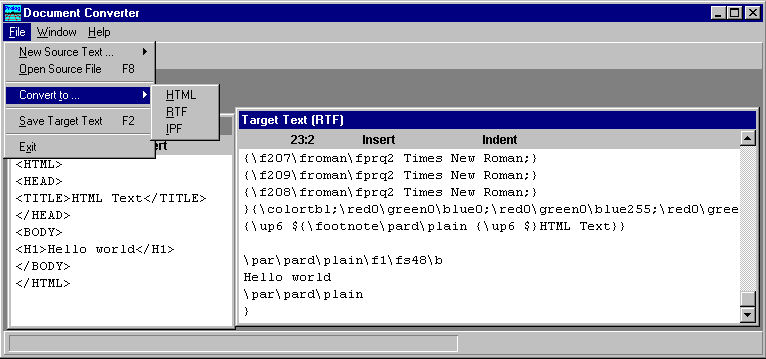 Document Converter
File Window Help
New Source Text ...
Open Source File F8
Convert to ...
Save Target Text F2
Exit
HTML
RTF
IPF
<HTML>
<HEAD>
<TITLE>HTML Text</TITLE>
</HEAD>
<BODY>
<H1>Hello world</H1>
</BODY>
</HTML>
Target Text (RTF)
23:2 Insert Indent
{\f207\froman\fprq2 Times New Roman;}
{\f209\froman\fprq2 Times New Roman;}
{\f208\froman\fprq2 Times New Roman;}
}{\colortbl;\red0\green0\blue0;\red0\green0\blue255;\red0\gree
{\up6 ${\footnote\pard\plain {\up6 $}HTML Text}}
\par\pard\plain\f1\fs48\b
Hello world
\par\pard\plain
}